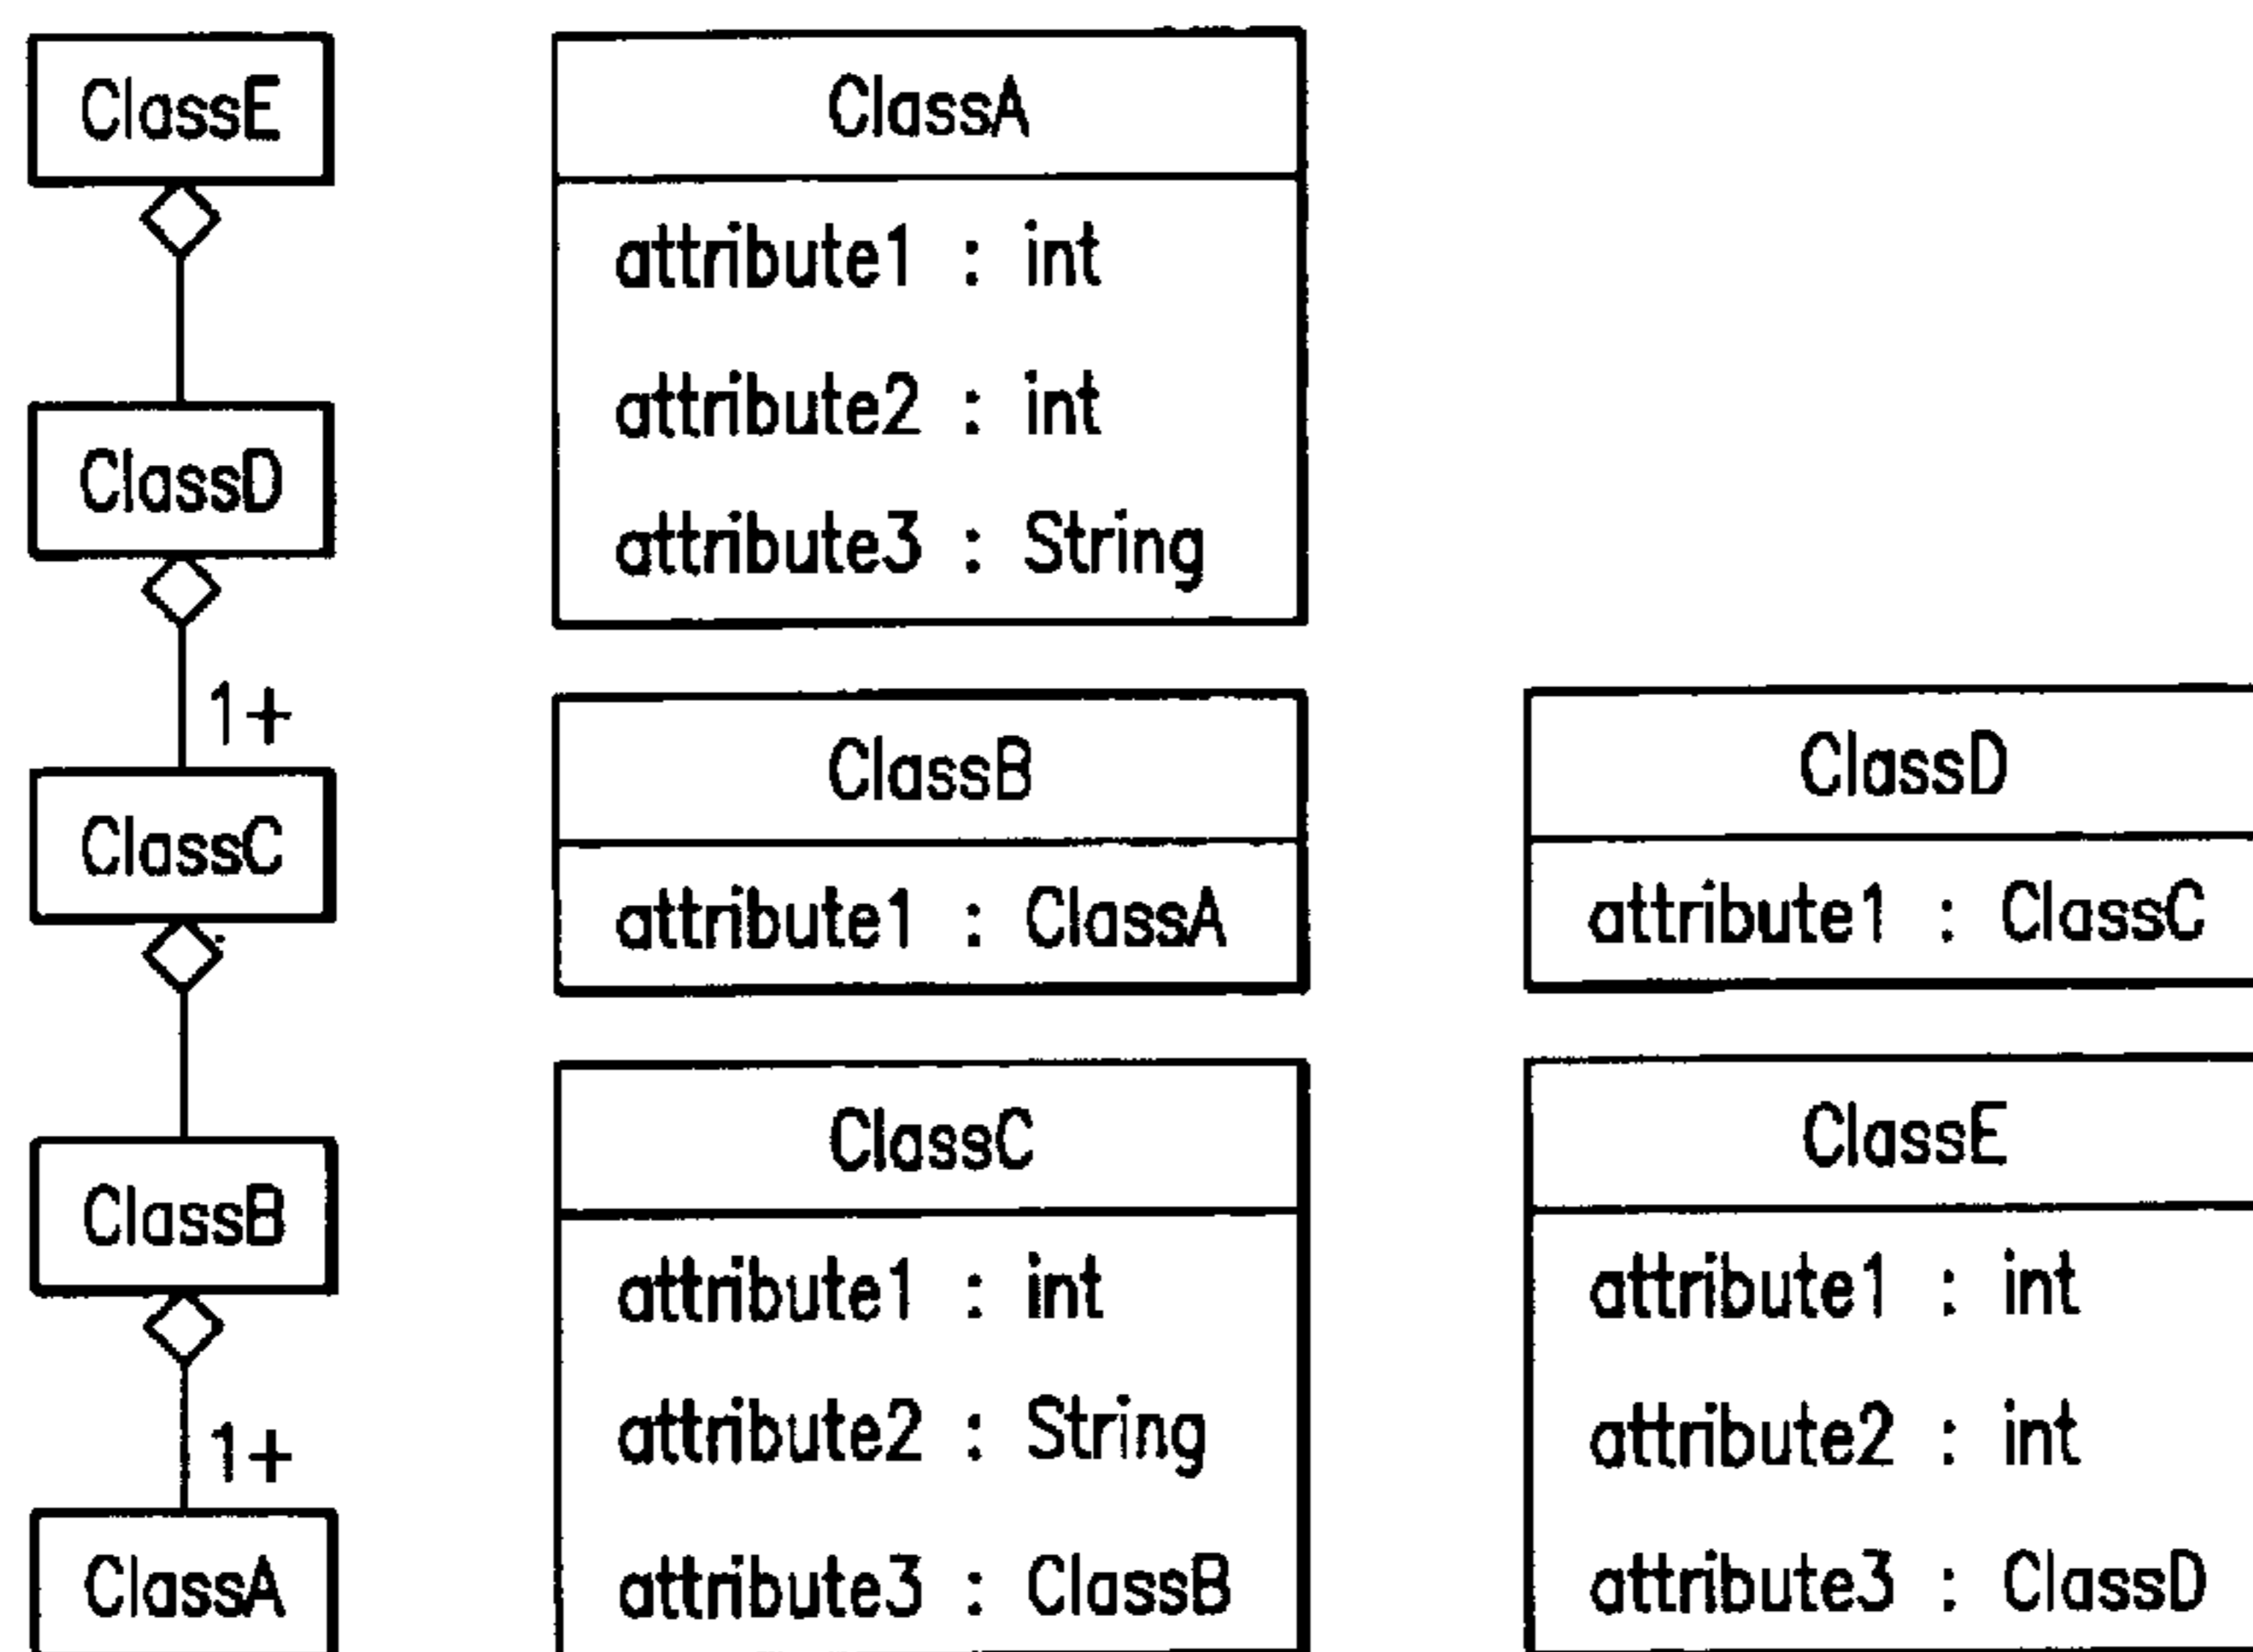 ClassE
ClassD
1+
ClassC
ClassB
1+
ClassA
ClassA
attribute1 : int
attribute2 : int
attribute3 : String
ClassB
attribute1 : ClassA
ClassC
attribute1 : int
attribute2 : String
attribute3 : ClassB
ClassD
attribute1 : ClassC
ClassE
attribute1 : int
attribute2 : int
attribute3 : ClassD